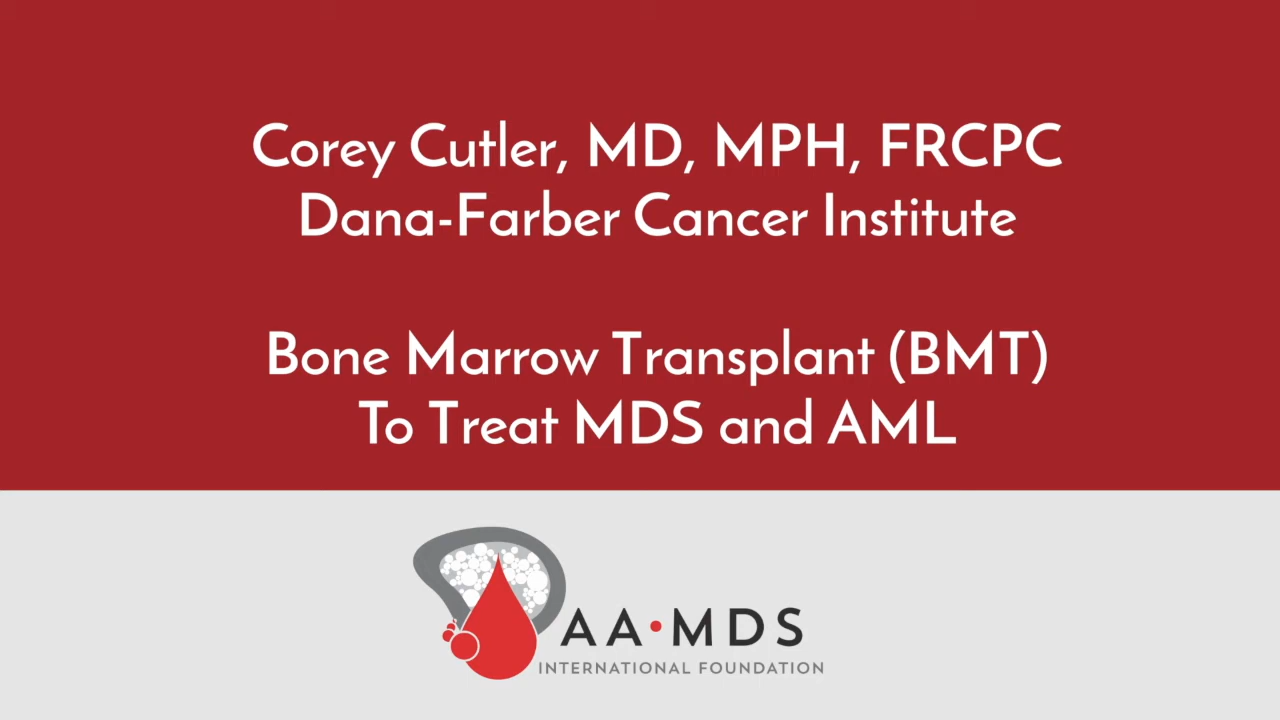 Corey Cutler, MD, MPH, FRCPC
Dana-Farber Cancer Institute
Bone Marrow Transplant (BMT)
To Treat MDS and AML
AA•MDS
INTERNATIONAL FOUNDATION